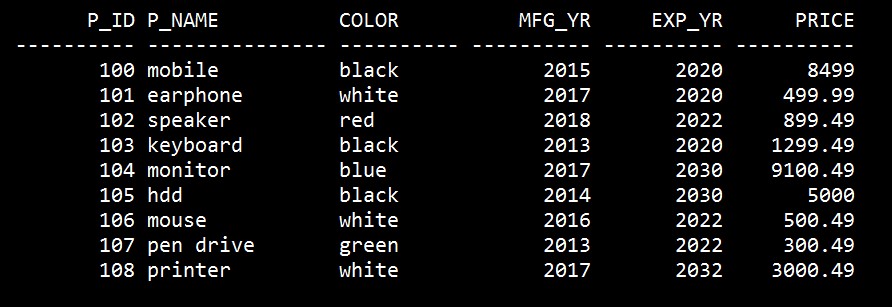 P_ID P_NAME COLOR MFG_YR EXP_YR PRICE
---------- --------------- ---------- ---------- ---------- ----------
100 mobile black 2015 2020 8499
101 earphone white 2017 2020 499.99
102 speaker red 2018 2022 899.49
103 keyboard black 2013 2020 1299.49
104 monitor blue 2017 2030 9100.49
105 hdd black 2014 2030 5000
106 mouse white 2016 2022 500.49
107 pen drive green 2013 2022 300.49
108 printer white 2017 2032 3000.49